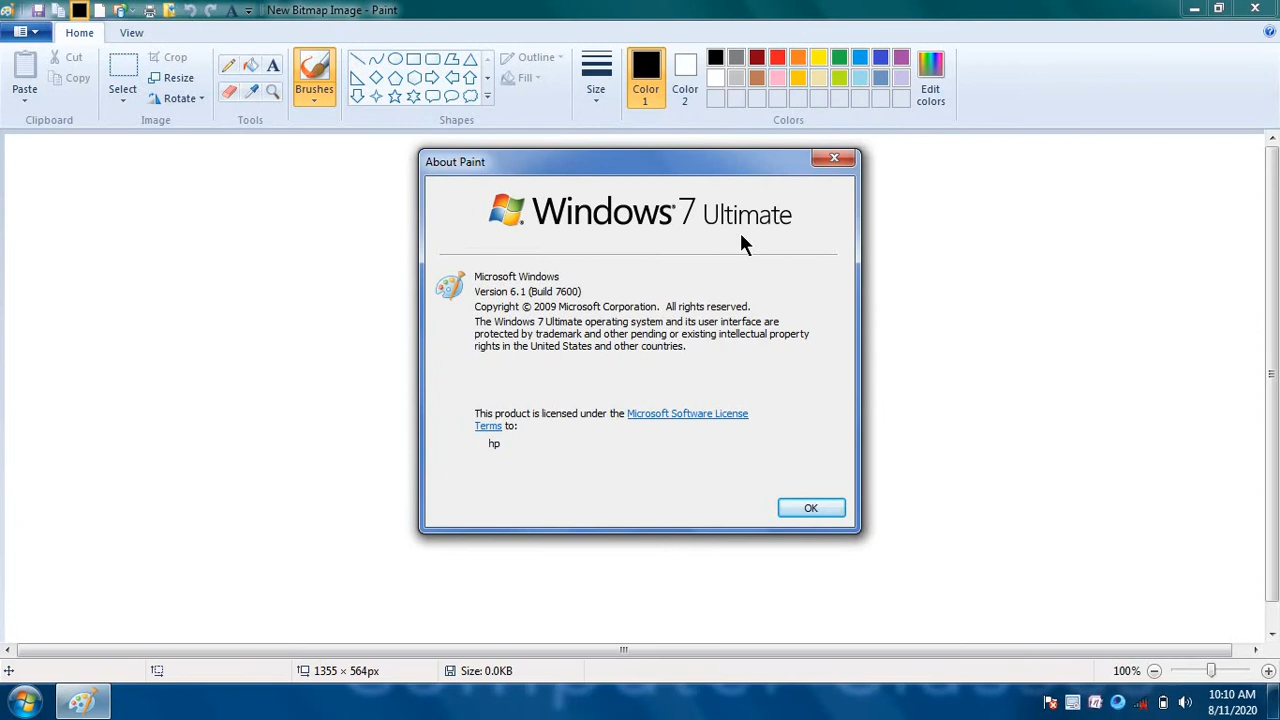 New Bitmap Image - Paint
Home
View
Paste
Cut
Copy
Clipboard
Select
Crop
Resize
Rotate
Image
Tools
Brushes
Shapes
Outline
Fill
Size
Color 1
Color 2
Edit colors
Colors
About Paint
Windows 7 Ultimate
Microsoft Windows
Version 6.1 (Build 7600)
Copyright © 2009 Microsoft Corporation. All rights reserved.
The Windows 7 Ultimate operating system and its user interface are
protected by trademark and other pending or existing intellectual property
rights in the United States and other countries.
This product is licensed under the Microsoft Software License
Terms to:
hp
OK
1355 × 564px
Size: 0.0KB
100%
10:10 AM
8/11/2020